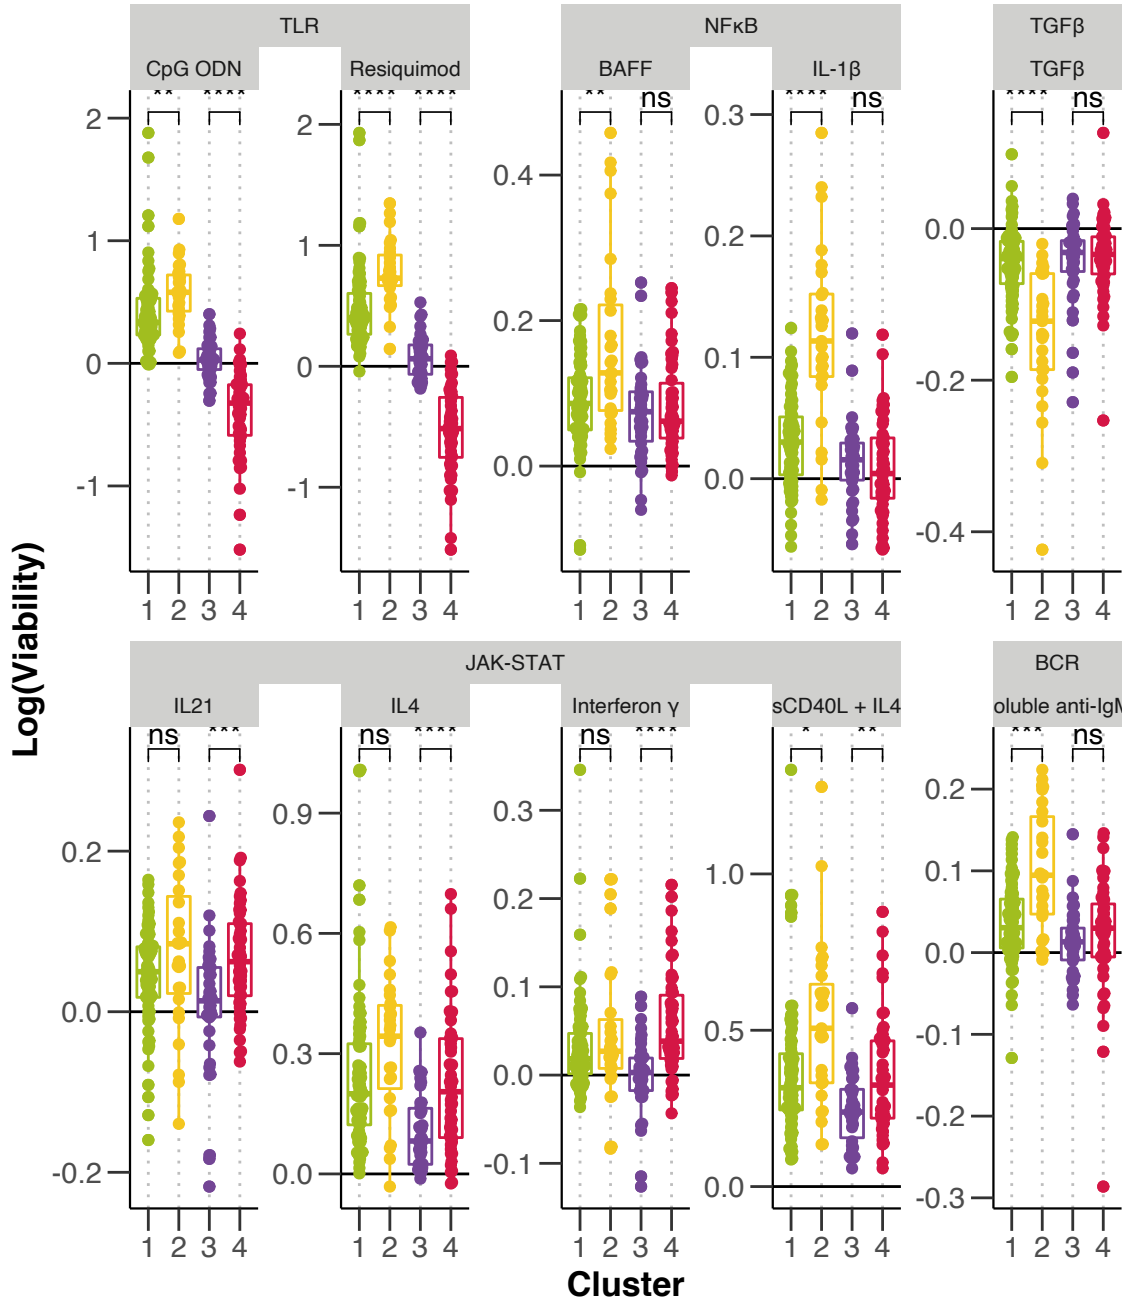 TLR NFκB TGFβ
CpG ODN Resiquimod BAFF IL-1β TGFβ
** **** **** **** ** ns **** ns **** ns
2 1 0 -1
2 1 0 -1
0.4 0.2 0.0
0.3 0.2 0.1 0.0
0.0 -0.2 -0.4
1 2 3 4 1 2 3 4 1 2 3 4 1 2 3 4 1 2 3 4
Log(Viability)
JAK-STAT BCR
IL21 IL4 Interferon γ sCD40L + IL4 oluble anti-IgM
ns *** ns **** ns **** * ** *** ns
0.2 0.0 -0.2
0.9 0.6 0.3 0.0
0.3 0.2 0.1 0.0 -0.1
1.0 0.5 0.0
0.2 0.1 0.0 -0.1 -0.2 -0.3
1 2 3 4 1 2 3 4 1 2 3 4 1 2 3 4 1 2 3 4
Cluster